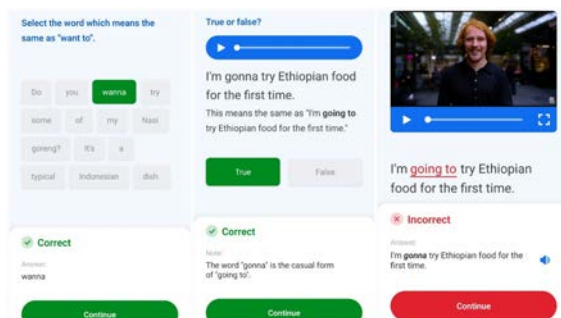 Select the word which means the
same as "want to".
Do you wanna try
some of my Nasi
goreng? It's a
typical Indonesian dish
Correct
Answer:
wanna
Continue
True or false?
I'm gonna try Ethiopian food
for the first time.
This means the same as "I'm going to
try Ethiopian food for the first time."
True False
Correct
Note:
The word "gonna" is the casual form
of "going to'.
Continue
I'm going to try Ethiopian
food for the first time.
Incorrect
Answer:
I'm gonna try Ethiopian food for the
first time.
Continue